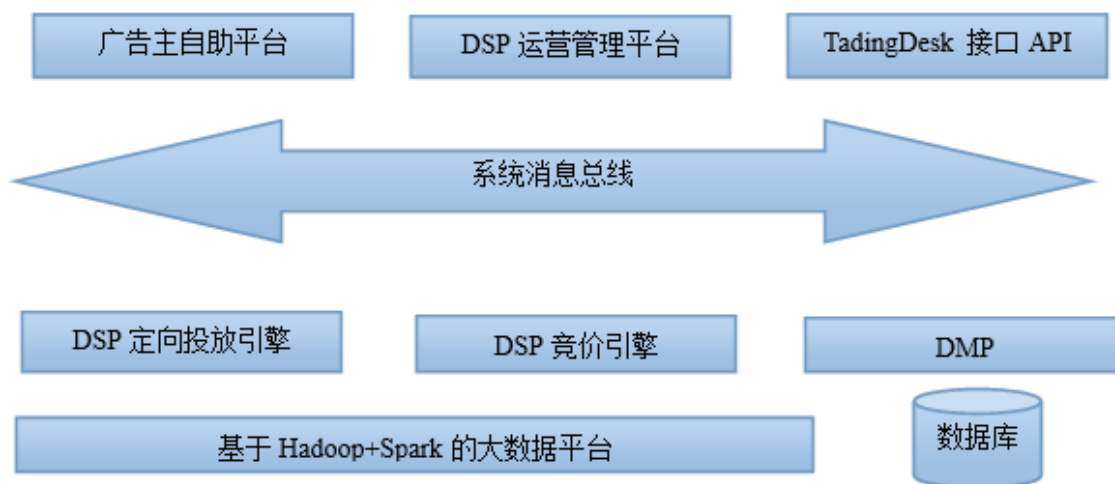 广告主自助平台
DSP 运营管理平台
TadingDesk 接口 API
系统消息总线
DSP 定向投放引擎
DSP 竞价引擎
DMP
基于 Hadoop+Spark 的大数据平台
数据库